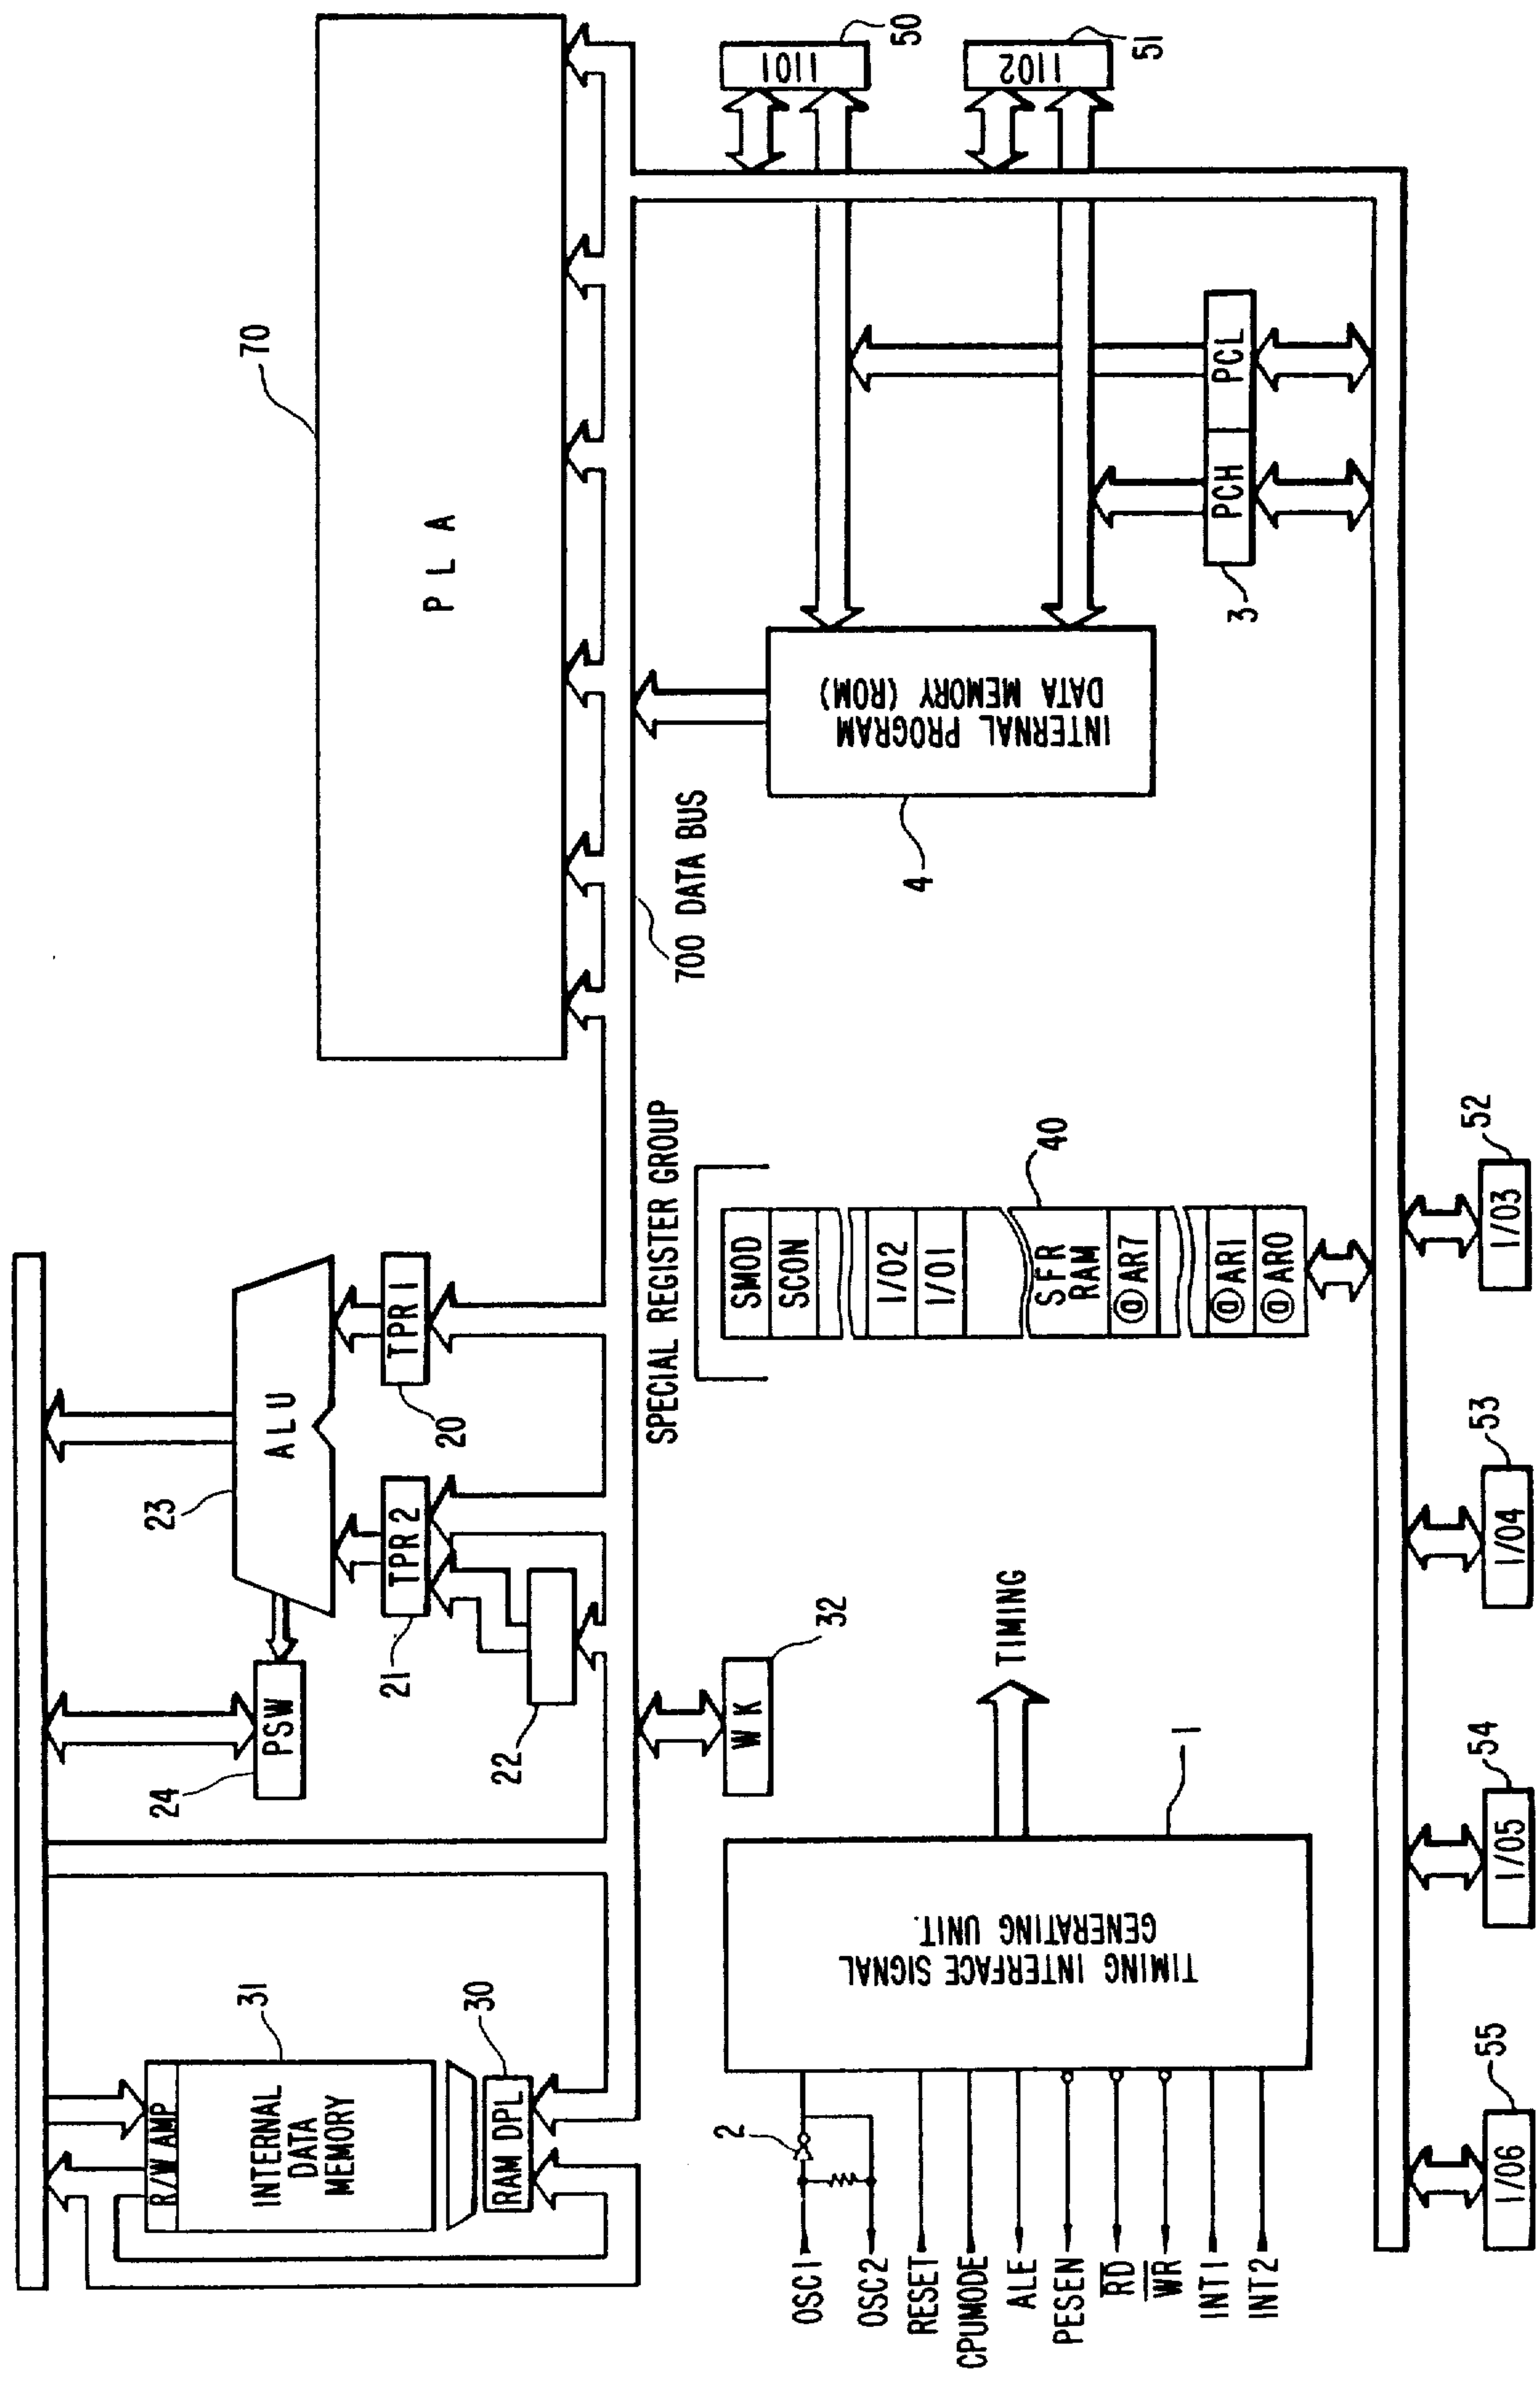 70
PLA
50
I101
51
I102
PCH
PCL
3
INTERNAL PROGRAM
DATA MEMORY (ROM)
4
700 DATA BUS
SPECIAL REGISTER GROUP
SMOD
SCON
I/O2
I/O1
SFR
RAM
@ AR7
@ AR1
@ AR0
40
ALU
23
TPR1
20
TPR2
21
22
PSW
24
WK
32
R/W AMP
INTERNAL
DATA
MEMORY
31
RAM DPL
30
TIMING
TIMING INTERFACE SIGNAL
GENERATING UNIT.
1
2
OSC1
OSC2
RESET
CPUMODE
ALE
PESEN
RD
WR
INT1
INT2
I/O3
52
I/O4
53
I/O5
54
I/O6
55